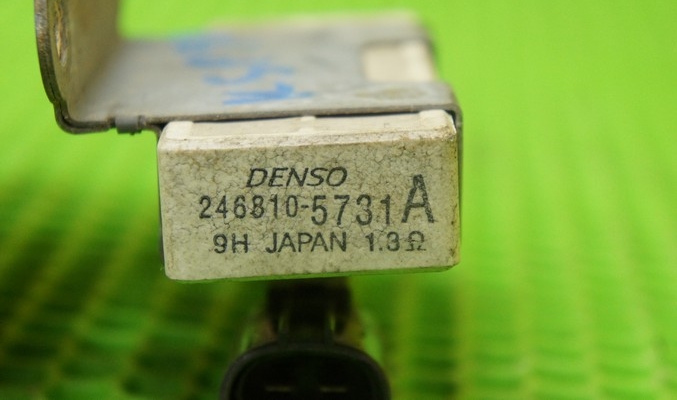 DENSO
246810-5731A
9H JAPAN 1.3Ω